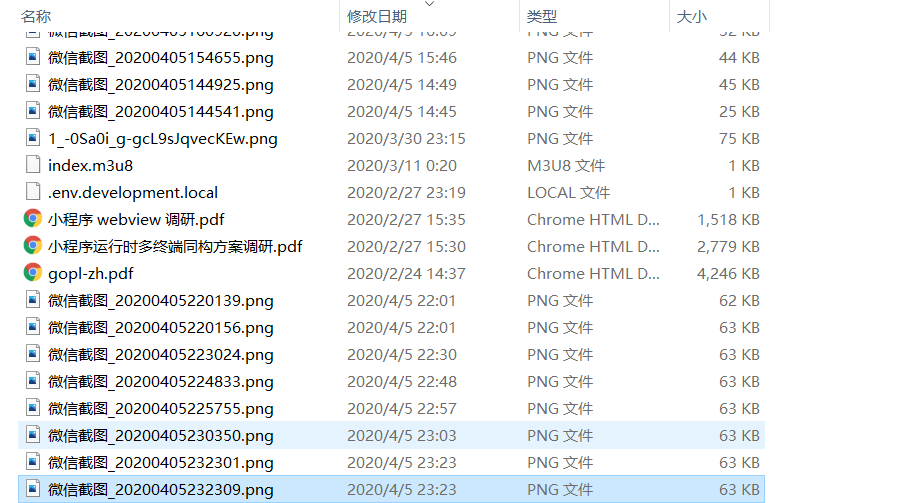 名称 修改日期 类型 大小
微信截图_20200405154655.png 2020/4/5 15:46 PNG 文件 44 KB
微信截图_20200405144925.png 2020/4/5 14:49 PNG 文件 45 KB
微信截图_20200405144541.png 2020/4/5 14:45 PNG 文件 25 KB
1_-0Sa0i_g-gcL9sJqvecKEw.png 2020/3/30 23:15 PNG 文件 75 KB
index.m3u8 2020/3/11 0:20 M3U8 文件 1 KB
.env.development.local 2020/2/27 23:19 LOCAL 文件 1 KB
小程序 webview 调研.pdf 2020/2/27 15:35 Chrome HTML D... 1,518 KB
小程序运行时多终端同构方案调研.pdf 2020/2/27 15:30 Chrome HTML D... 2,779 KB
gopl-zh.pdf 2020/2/24 14:37 Chrome HTML D... 4,246 KB
微信截图_20200405220139.png 2020/4/5 22:01 PNG 文件 62 KB
微信截图_20200405220156.png 2020/4/5 22:01 PNG 文件 63 KB
微信截图_20200405223024.png 2020/4/5 22:30 PNG 文件 63 KB
微信截图_20200405224833.png 2020/4/5 22:48 PNG 文件 63 KB
微信截图_20200405225755.png 2020/4/5 22:57 PNG 文件 63 KB
微信截图_20200405230350.png 2020/4/5 23:03 PNG 文件 63 KB
微信截图_20200405232301.png 2020/4/5 23:23 PNG 文件 63 KB
微信截图_20200405232309.png 2020/4/5 23:23 PNG 文件 63 KB